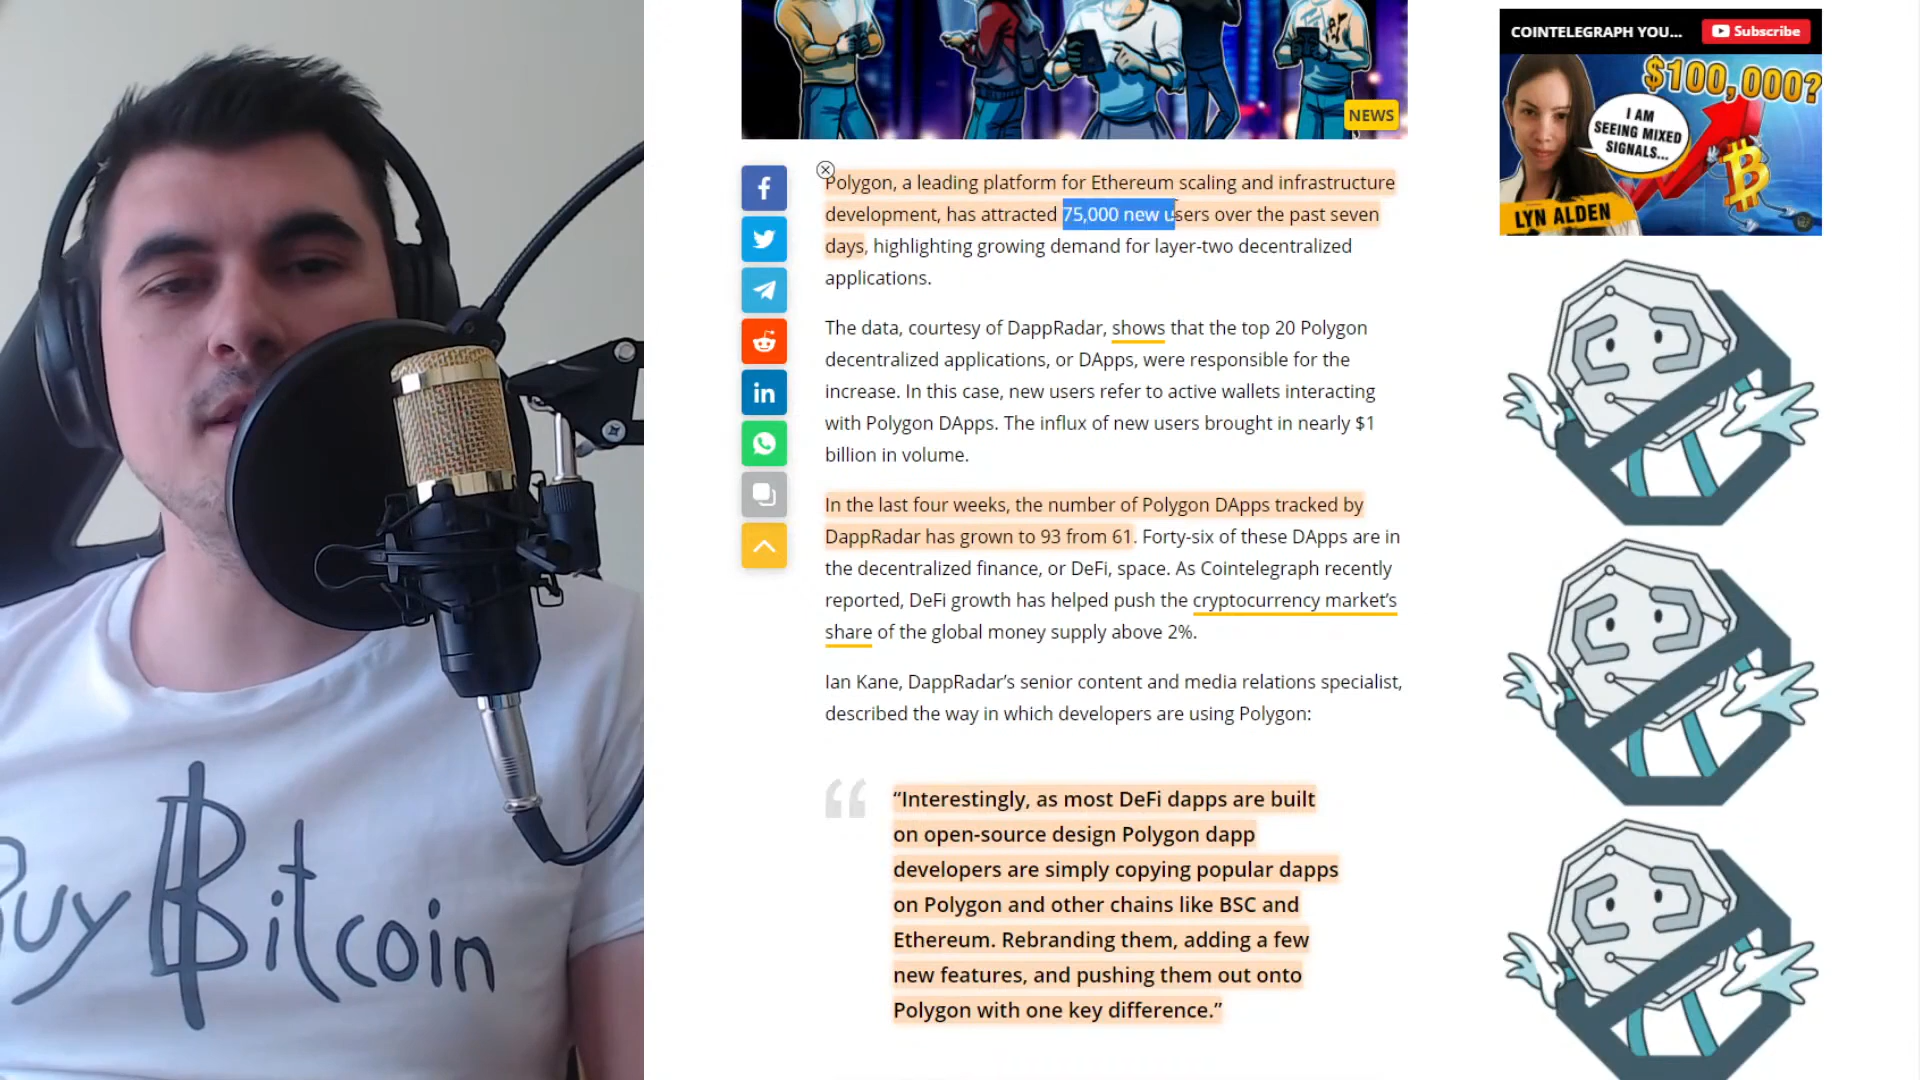 Buy Bitcoin
NEWS
Polygon, a leading platform for Ethereum scaling and infrastructure
development, has attracted 75,000 new users over the past seven
days, highlighting growing demand for layer-two decentralized
applications.
The data, courtesy of DappRadar, shows that the top 20 Polygon
decentralized applications, or DApps, were responsible for the
increase. In this case, new users refer to active wallets interacting
with Polygon DApps. The influx of new users brought in nearly $1
billion in volume.
In the last four weeks, the number of Polygon DApps tracked by
DappRadar has grown to 93 from 61. Forty-six of these DApps are in
the decentralized finance, or DeFi, space. As Cointelegraph recently
reported, DeFi growth has helped push the cryptocurrency market’s
share of the global money supply above 2%.
Ian Kane, DappRadar’s senior content and media relations specialist,
described the way in which developers are using Polygon:
“Interestingly, as most DeFi dapps are built
on open-source design Polygon dapp
developers are simply copying popular dapps
on Polygon and other chains like BSC and
Ethereum. Rebranding them, adding a few
new features, and pushing them out onto
Polygon with one key difference.”
COINTELEGRAPH YOU...
Subscribe
$100,000?
I AM
SEEING MIXED
SIGNALS...
LYN ALDEN